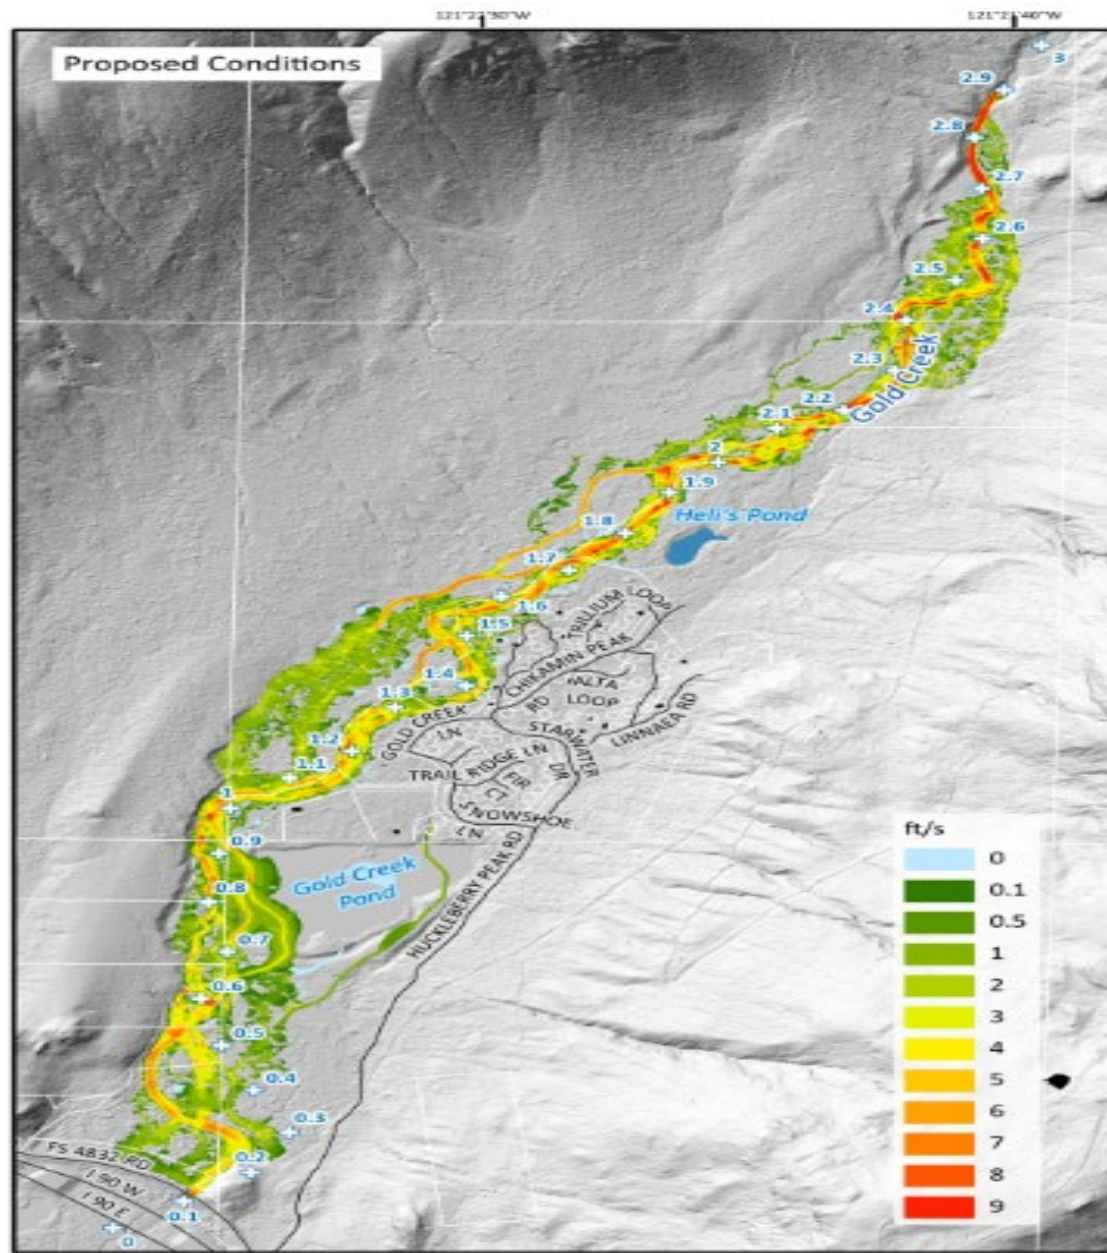 121°22'30"W
121°21'40"W
Proposed Conditions
3
2.9
2.8
2.7
2.6
2.5
2.4
2.3
Gold Creek
2.2
2.1
2
1.9
Heli's Pond
1.8
1.7
1.6
TRILLIUM LOOP
1.5
CHIKAMIN PEAK RD
1.4
ALTA LOOP
1.3
GOLD CREEK LN
STARWATER DR
LINNAEA RD
1.2
TRAIL RIDGE LN
1.1
FIR CT
SNOWSHOE LN
1
0.9
Gold Creek
Pond
HUCKLEBERRY PEAK RD
0.8
0.7
0.6
0.5
0.4
0.3
0.2
FS 4832 RD
I 90 W
I 90 E
0.1
0
ft/s
0
0.1
0.5
1
2
3
4
5
6
7
8
9